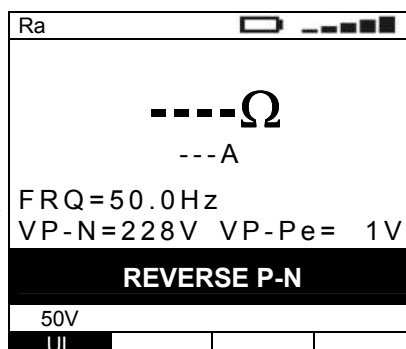 Ra
----Ω
---A
FRQ=50.0Hz
VP-N=228V VP-Pe= 1V
REVERSE P-N
50V
UL